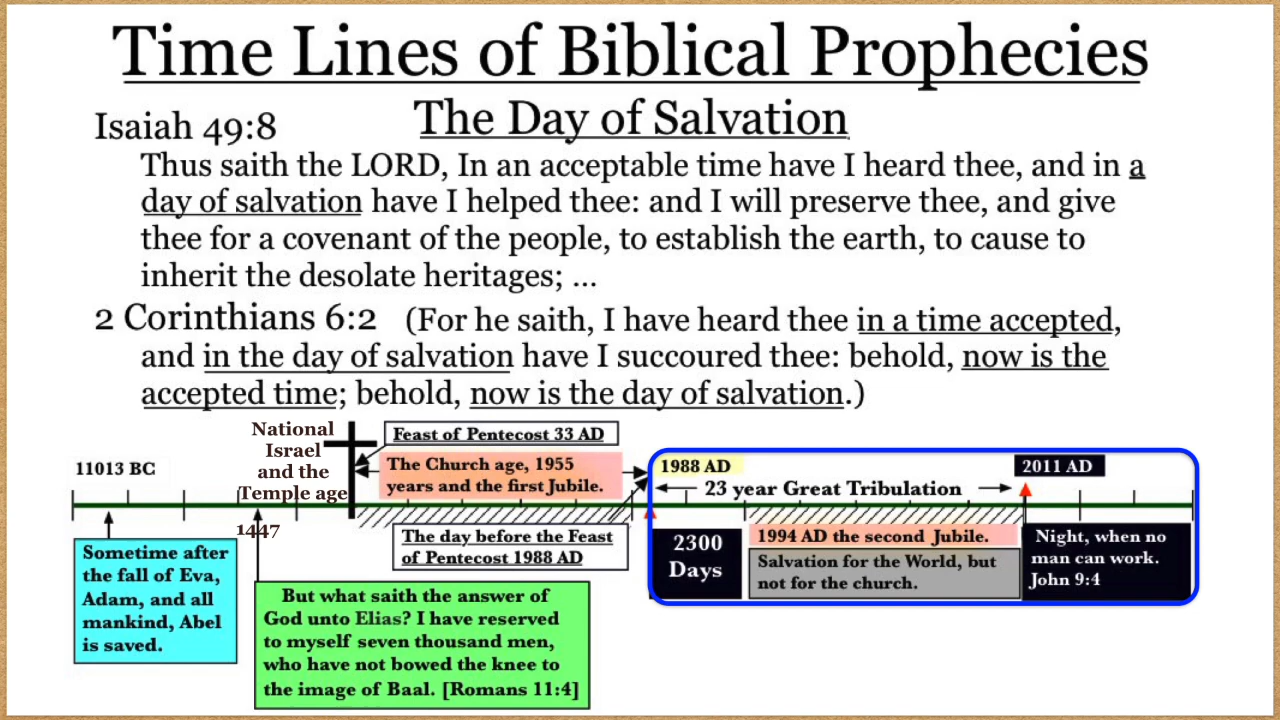 Time Lines of Biblical Prophecies
The Day of Salvation
Isaiah 49:8
Thus saith the LORD, In an acceptable time have I heard thee, and in a
day of salvation have I helped thee: and I will preserve thee, and give
thee for a covenant of the people, to establish the earth, to cause to
inherit the desolate heritages; ...
2 Corinthians 6:2 (For he saith, I have heard thee in a time accepted,
and in the day of salvation have I succoured thee: behold, now is the
accepted time; behold, now is the day of salvation.)
11013 BC
National
Israel
and the
Temple age
1447
Feast of Pentecost 33 AD
The Church age, 1955
years and the first Jubile.
The day before the Feast
of Pentecost 1988 AD
1988 AD
2011 AD
23 year Great Tribulation
2300
Days
1994 AD the second Jubile.
Salvation for the World, but
not for the church.
Night, when no
man can work.
John 9:4
Sometime after
the fall of Eva,
Adam, and all
mankind, Abel
is saved.
But what saith the answer of
God unto Elias? I have reserved
to myself seven thousand men,
who have not bowed the knee to
the image of Baal. [Romans 11:4]